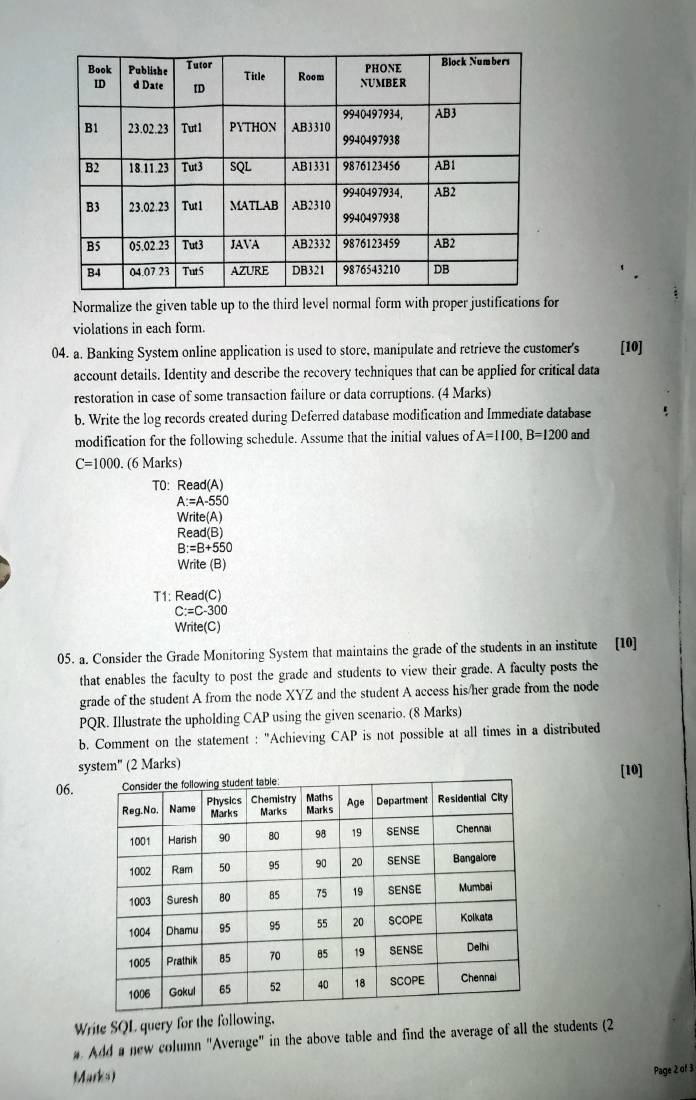 Book ID | Publishe d Date | Tutor ID | Title | Room | PHONE NUMBER | Block Numbers
B1 | 23.02.23 | Tut1 | PYTHON | AB3310 | 9940497934, 9940497938 | AB3
B2 | 18.11.23 | Tut3 | SQL | AB1331 | 9876123456 | AB1
B3 | 23.02.23 | Tut1 | MATLAB | AB2310 | 9940497934, 9940497938 | AB2
B5 | 05.02.23 | Tut3 | JAVA | AB2332 | 9876123459 | AB2
B4 | 04.07.23 | Tut5 | AZURE | DB321 | 9876543210 | DB
Normalize the given table up to the third level normal form with proper justifications for
violations in each form.
04. a. Banking System online application is used to store, manipulate and retrieve the customer's [10]
account details. Identity and describe the recovery techniques that can be applied for critical data
restoration in case of some transaction failure or data corruptions. (4 Marks)
b. Write the log records created during Deferred database modification and Immediate database
modification for the following schedule. Assume that the initial values of A=1100, B=1200 and
C=1000. (6 Marks)
T0: Read(A)
A:=A-550
Write(A)
Read(B)
B:=B+550
Write (B)
T1: Read(C)
C:=C-300
Write(C)
05. a. Consider the Grade Monitoring System that maintains the grade of the students in an institute [10]
that enables the faculty to post the grade and students to view their grade. A faculty posts the
grade of the student A from the node XYZ and the student A access his/her grade from the node
PQR. Illustrate the upholding CAP using the given scenario. (8 Marks)
b. Comment on the statement : "Achieving CAP is not possible at all times in a distributed
system" (2 Marks)
06. Consider the following student table: [10]
Reg.No. | Name | Physics Marks | Chemistry Marks | Maths Marks | Age | Department | Residential City
1001 | Harish | 90 | 80 | 98 | 19 | SENSE | Chennai
1002 | Ram | 50 | 95 | 90 | 20 | SENSE | Bangalore
1003 | Suresh | 80 | 85 | 75 | 19 | SENSE | Mumbai
1004 | Dhamu | 95 | 95 | 55 | 20 | SCOPE | Kolkata
1005 | Prathik | 85 | 70 | 85 | 19 | SENSE | Delhi
1006 | Gokul | 65 | 52 | 40 | 18 | SCOPE | Chennai
Write SQL query for the following.
a. Add a new column "Average" in the above table and find the average of all the students (2
Marks)
Page 2 of 3